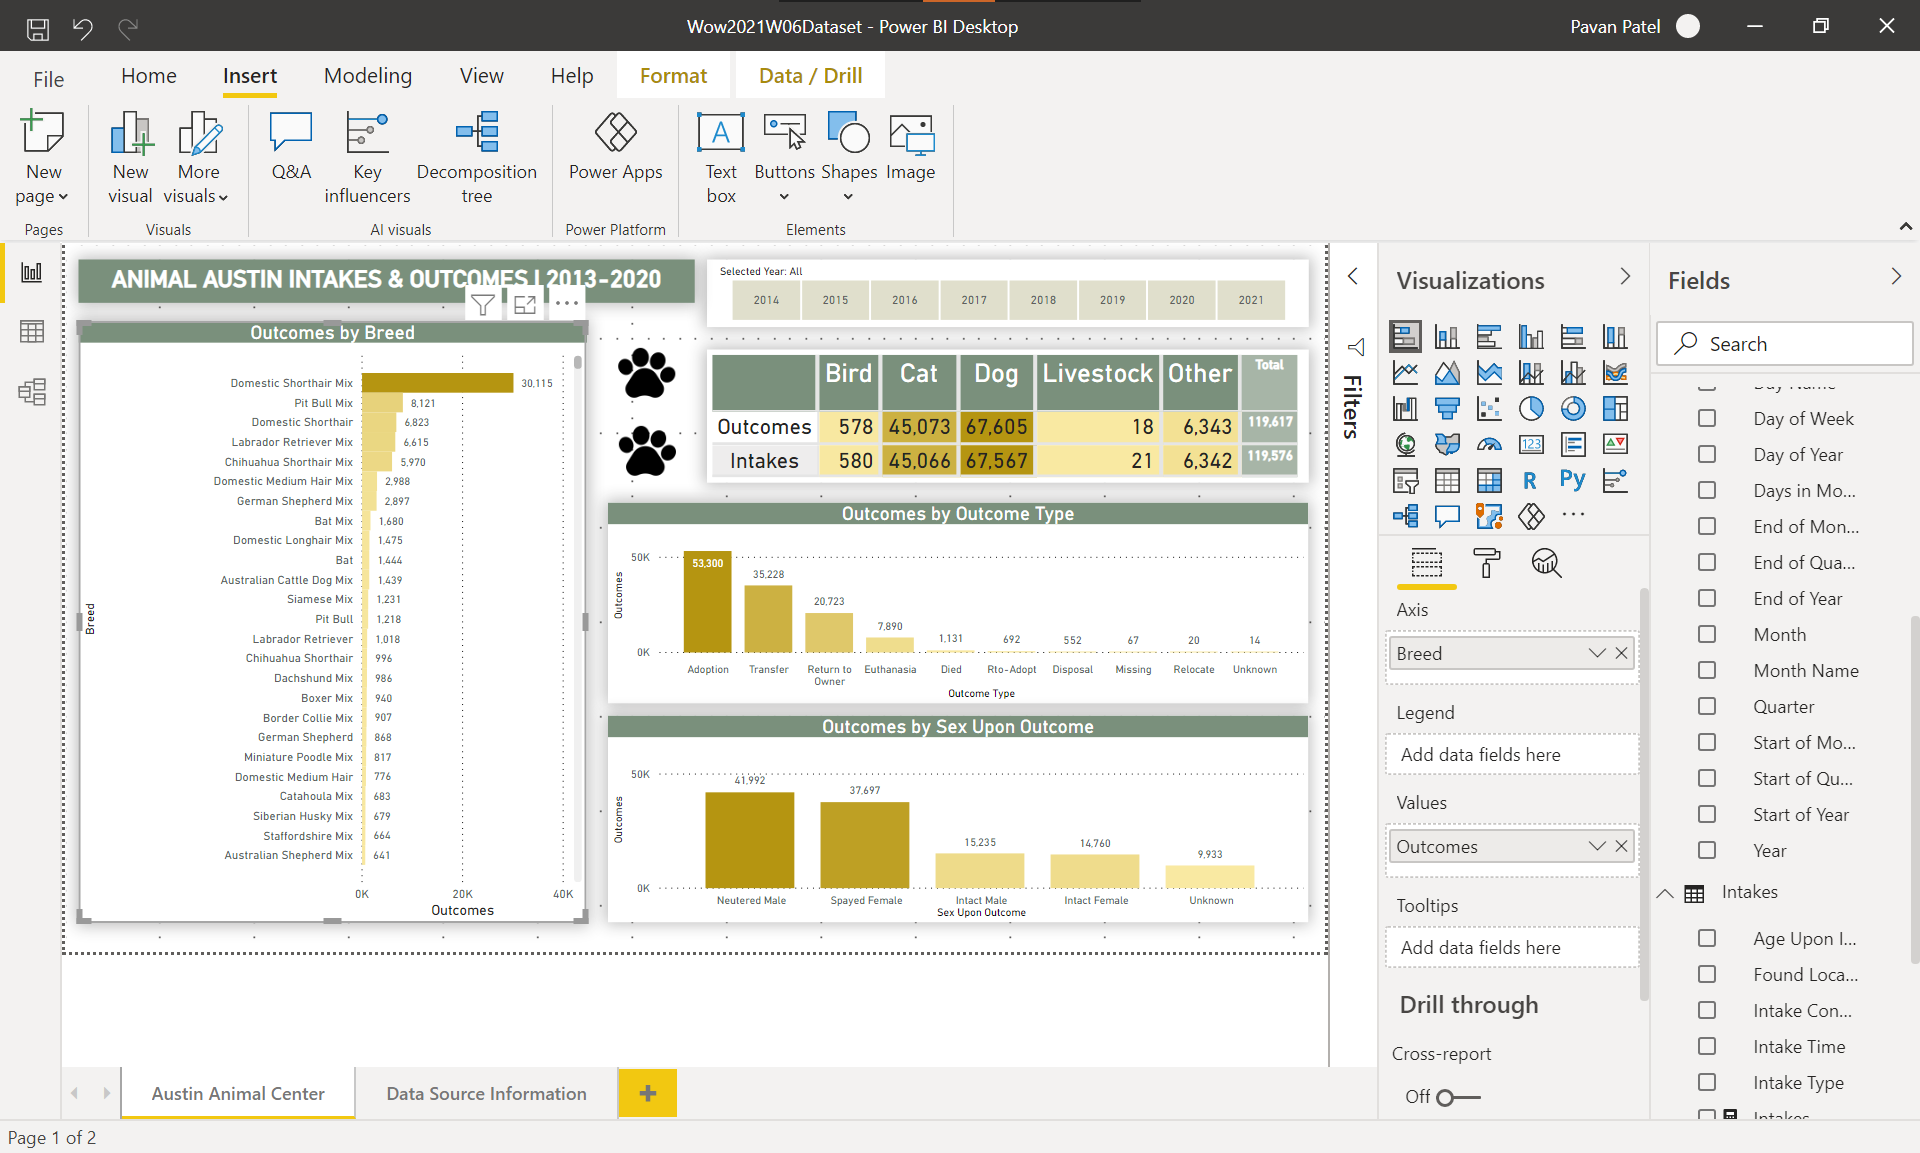 Wow2021W06Dataset - Power BI Desktop
Pavan Patel
File
Home
Insert
Modeling
View
Help
Format
Data / Drill
New
page
New
visual
More
visuals
Q&A
Key
influencers
Decomposition
tree
Power Apps
Text
box
Buttons
Shapes
Image
Pages
Visuals
AI visuals
Power Platform
Elements
ANIMAL AUSTIN INTAKES & OUTCOMES | 2013-2020
Selected Year: All
2014
2015
2016
2017
2018
2019
2020
2021
Outcomes by Breed
Breed
Domestic Shorthair Mix 30,115
Pit Bull Mix 8,121
Domestic Shorthair 6,823
Labrador Retriever Mix 6,615
Chihuahua Shorthair Mix 5,970
Domestic Medium Hair Mix 2,988
German Shepherd Mix 2,897
Bat Mix 1,680
Domestic Longhair Mix 1,475
Bat 1,444
Australian Cattle Dog Mix 1,439
Siamese Mix 1,231
Pit Bull 1,218
Labrador Retriever 1,018
Chihuahua Shorthair 996
Dachshund Mix 986
Boxer Mix 940
Border Collie Mix 907
German Shepherd 868
Miniature Poodle Mix 817
Domestic Medium Hair 776
Catahoula Mix 683
Siberian Husky Mix 679
Staffordshire Mix 664
Australian Shepherd Mix 641
0K 20K 40K
Outcomes
Bird Cat Dog Livestock Other Total
Outcomes 578 45,073 67,605 18 6,343 119,617
Intakes 580 45,066 67,567 21 6,342 119,576
Outcomes by Outcome Type
Outcomes
50K
0K
53,300 35,228 20,723 7,890 1,131 692 552 67 20 14
Adoption Transfer Return to Owner Euthanasia Died Rto-Adopt Disposal Missing Relocate Unknown
Outcome Type
Outcomes by Sex Upon Outcome
Outcomes
50K
0K
41,992 37,697 15,235 14,760 9,933
Neutered Male Spayed Female Intact Male Intact Female Unknown
Sex Upon Outcome
Filters
Visualizations
123
R
Py
Axis
Breed
Legend
Add data fields here
Values
Outcomes
Tooltips
Add data fields here
Drill through
Cross-report
Off
Fields
Search
Day Name
Day of Week
Day of Year
Days in Mo...
End of Mon...
End of Qua...
End of Year
Month
Month Name
Quarter
Start of Mo...
Start of Qu...
Start of Year
Year
Intakes
Age Upon I...
Found Loca...
Intake Con...
Intake Time
Intake Type
Intakes
Austin Animal Center
Data Source Information
Page 1 of 2